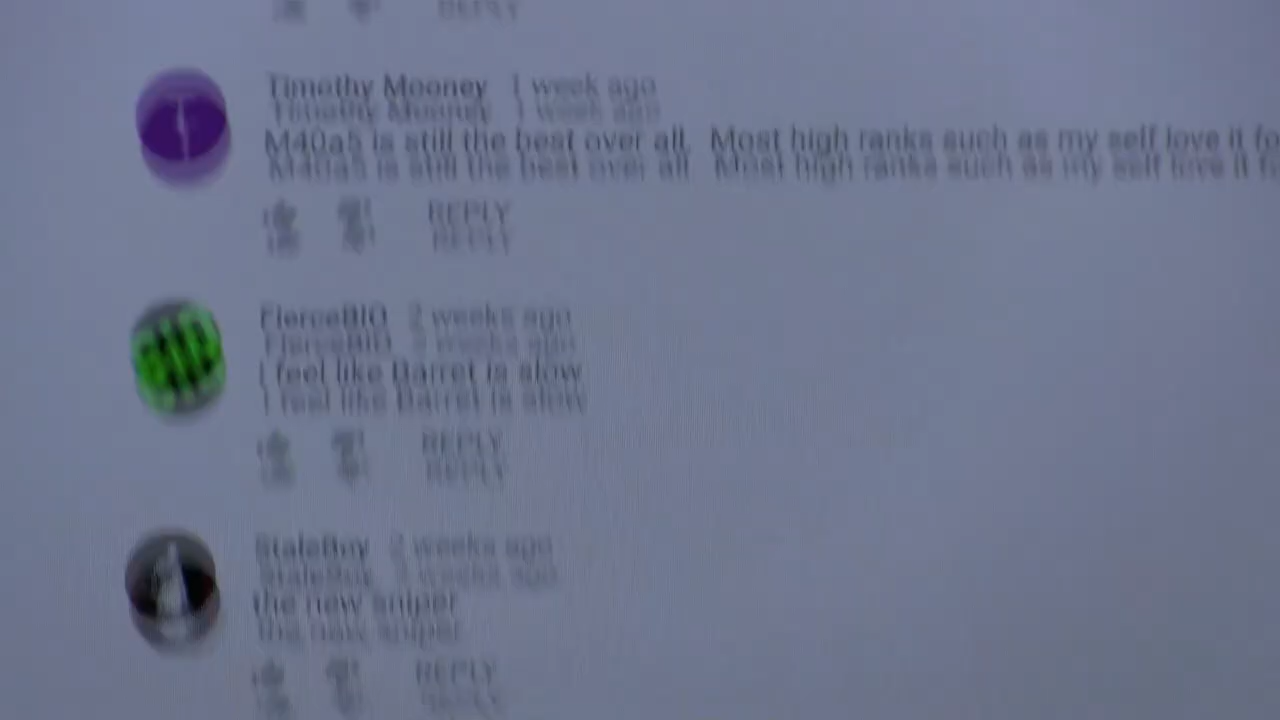 REPLY
Timothy Mooney 1 week ago
M40a5 is still the best over all. Most high ranks such as my self love it fo
REPLY
FierceBIO 2 weeks ago
I feel like Barret is slow
REPLY
StaleBoy 2 weeks ago
the new sniper
REPLY